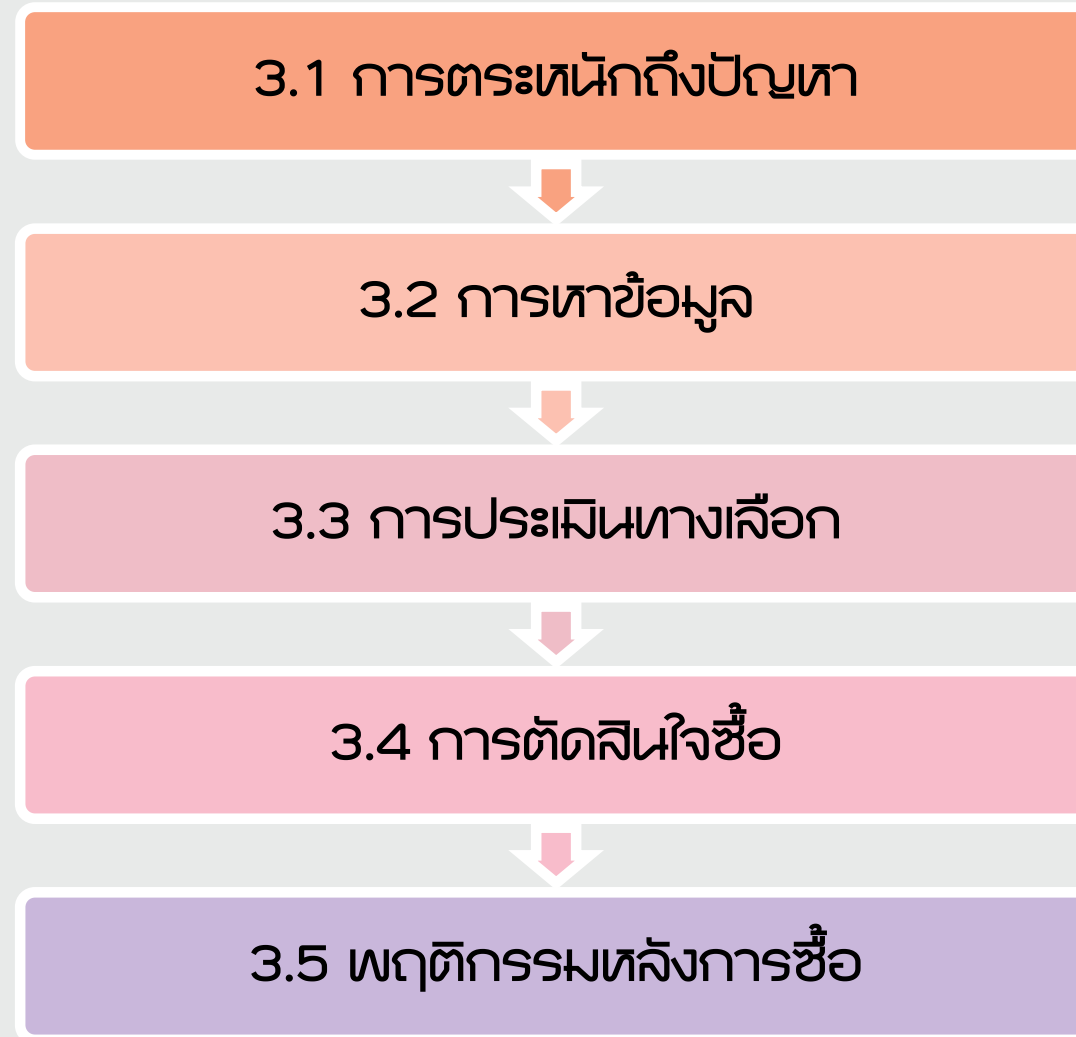 3.1 การตระหนักถึงปัญหา
3.2 การหาข้อมูล
3.3 การประเมินทางเลือก
3.4 การตัดสินใจซื้อ
3.5 พฤติกรรมหลังการซื้อ